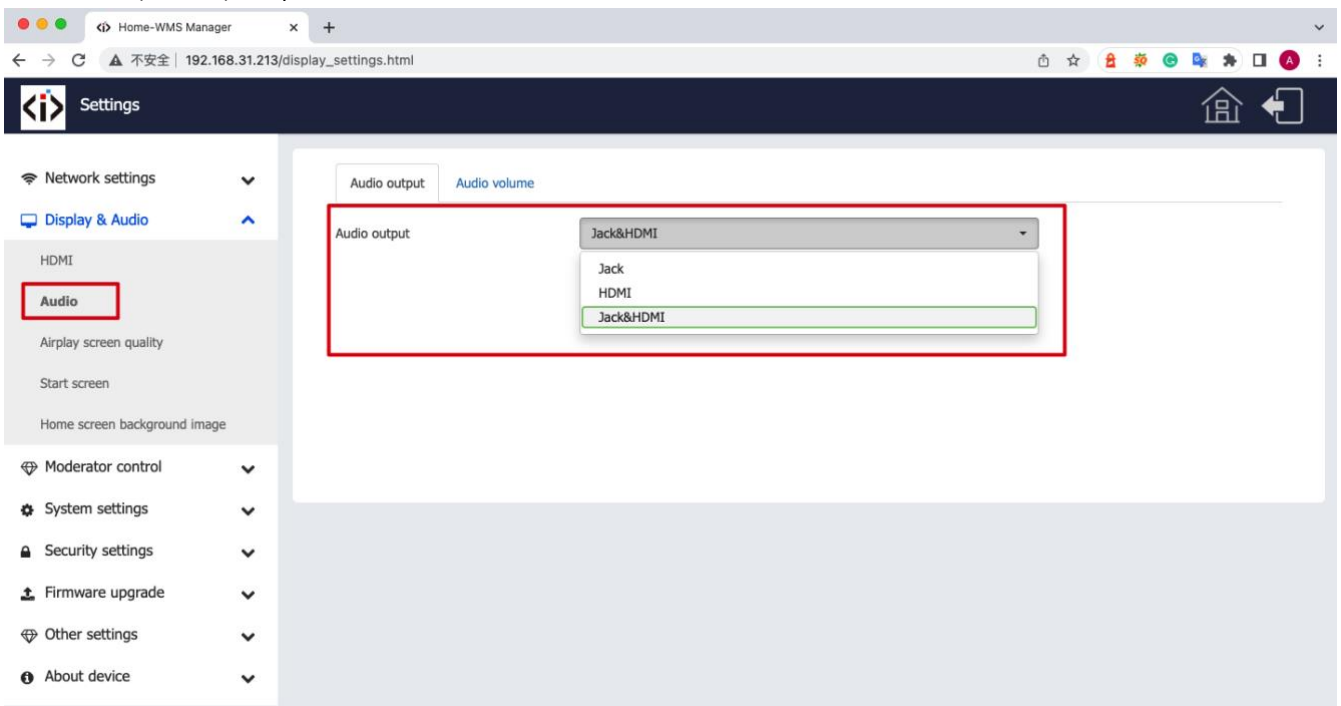 Home-WMS Manager
不安全 192.168.31.213/display_settings.html
A
<i> Settings
Network settings
Display & Audio
HDMI
Audio
Airplay screen quality
Start screen
Home screen background image
Moderator control
System settings
Security settings
Firmware upgrade
Other settings
About device
Audio output Audio volume
Audio output Jack&HDMI
Jack
HDMI
Jack&HDMI